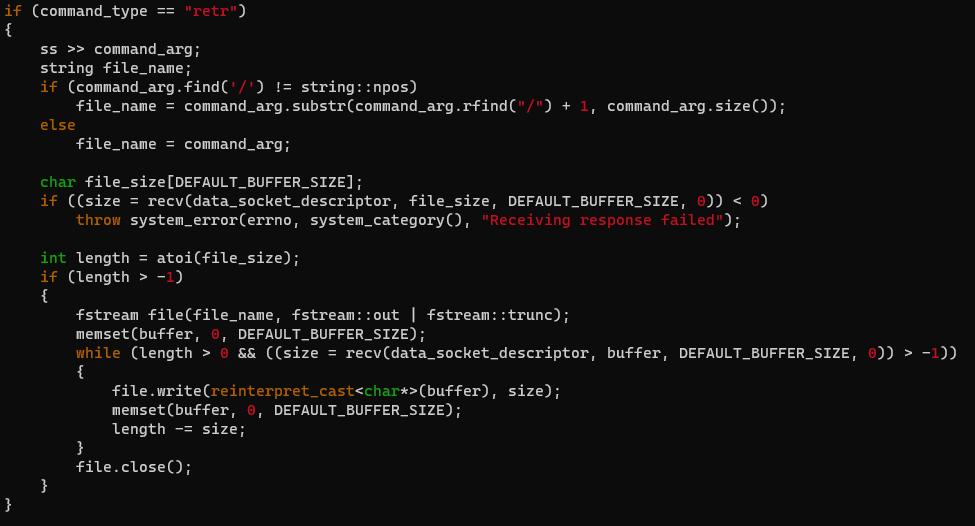 if (command_type == "retr")
{
    ss >> command_arg;
    string file_name;
    if (command_arg.find('/') != string::npos)
        file_name = command_arg.substr(command_arg.rfind("/") + 1, command_arg.size());
    else
        file_name = command_arg;

    char file_size[DEFAULT_BUFFER_SIZE];
    if ((size = recv(data_socket_descriptor, file_size, DEFAULT_BUFFER_SIZE, 0)) < 0)
        throw system_error(errno, system_category(), "Receiving response failed");

    int length = atoi(file_size);
    if (length > -1)
    {
        fstream file(file_name, fstream::out | fstream::trunc);
        memset(buffer, 0, DEFAULT_BUFFER_SIZE);
        while (length > 0 && ((size = recv(data_socket_descriptor, buffer, DEFAULT_BUFFER_SIZE, 0)) > -1))
        {
            file.write(reinterpret_cast<char*>(buffer), size);
            memset(buffer, 0, DEFAULT_BUFFER_SIZE);
            length -= size;
        }
        file.close();
    }
}